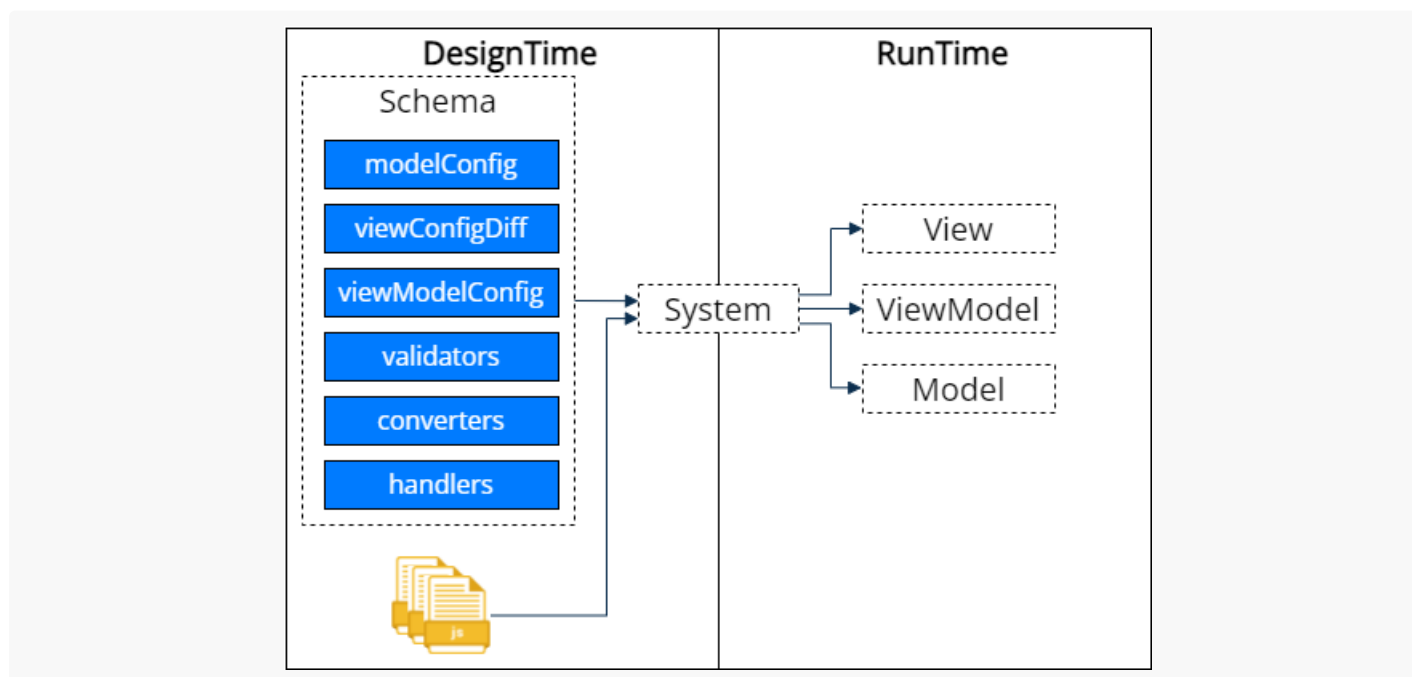 DesignTime
RunTime
Schema
modelConfig
viewConfigDiff
viewModelConfig
validators
converters
handlers
js
System
View
ViewModel
Model